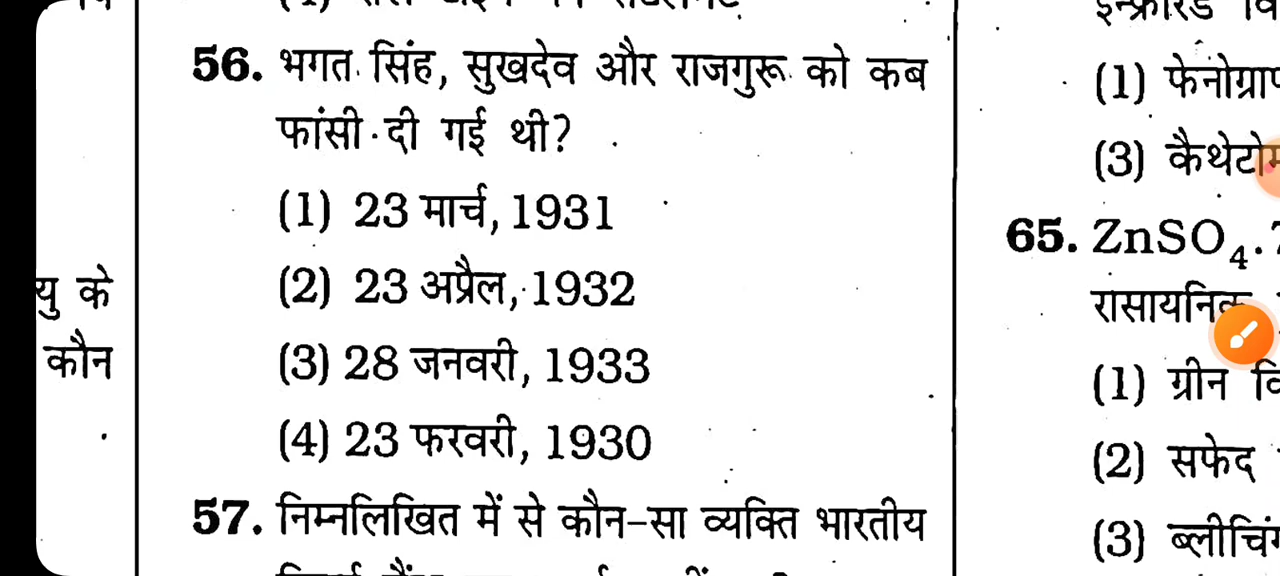 यु के
कौन
56. भगत सिंह, सुखदेव और राजगुरू को कब
फांसी दी गई थी?
(1) 23 मार्च, 1931
(2) 23 अप्रैल, 1932
(3) 28 जनवरी, 1933
(4) 23 फरवरी, 1930
57. निम्नलिखित में से कौन-सा व्यक्ति भारतीय
(1)
(3)
65. ZnSO₄.
(1) ग्रीन
(2) सफेद
(3)